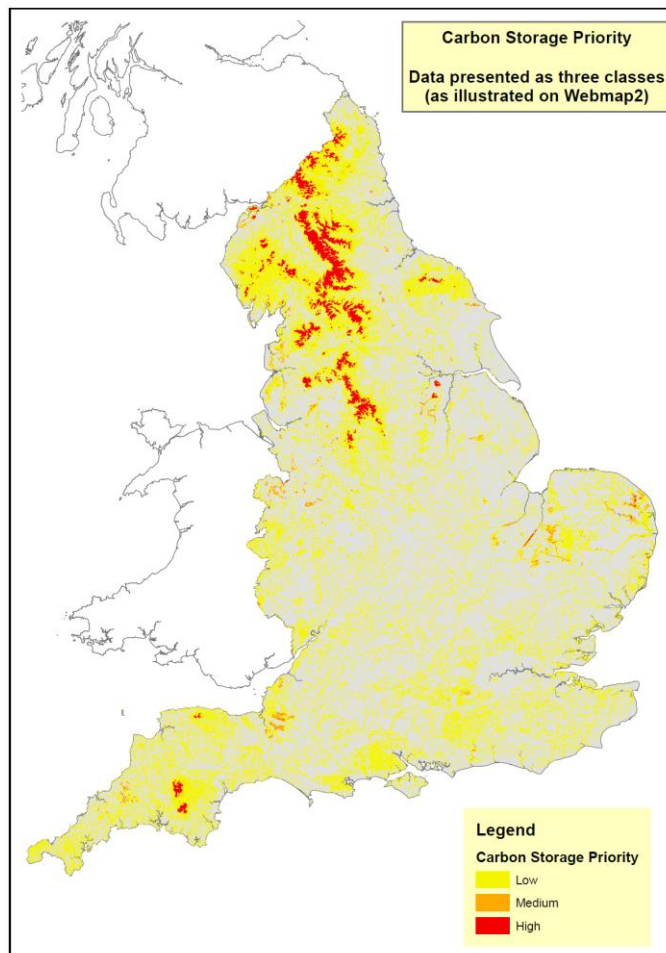 Carbon Storage Priority
Data presented as three classes
(as illustrated on Webmap2)
Legend
Carbon Storage Priority
Low
Medium
High